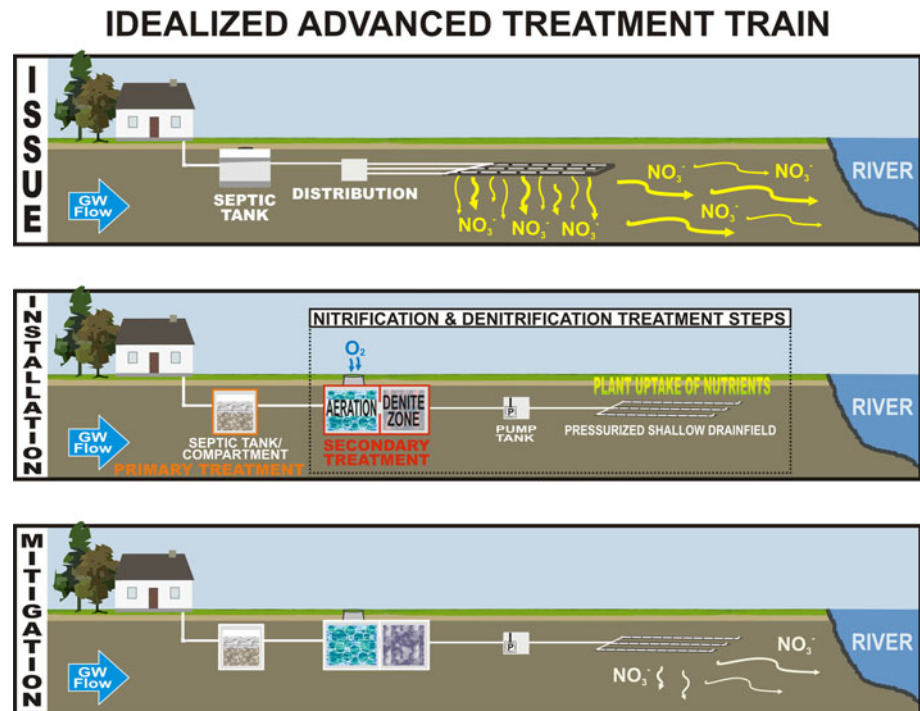 IDEALIZED ADVANCED TREATMENT TRAIN
ISSUE
GW
Flow
SEPTIC
TANK
DISTRIBUTION
NO₃⁻ NO₃⁻ NO₃⁻
NO₃⁻ NO₃⁻
NO₃⁻
RIVER
INSTALLATION
NITRIFICATION & DENITRIFICATION TREATMENT STEPS
O₂
GW
Flow
SEPTIC TANK/
COMPARTMENT
PRIMARY TREATMENT
AERATION
DENITE
ZONE
SECONDARY
TREATMENT
P
PUMP
TANK
PLANT UPTAKE OF NUTRIENTS
PRESSURIZED SHALLOW DRAINFIELD
RIVER
MITIGATION
GW
Flow
P
NO₃⁻
NO₃⁻
RIVER